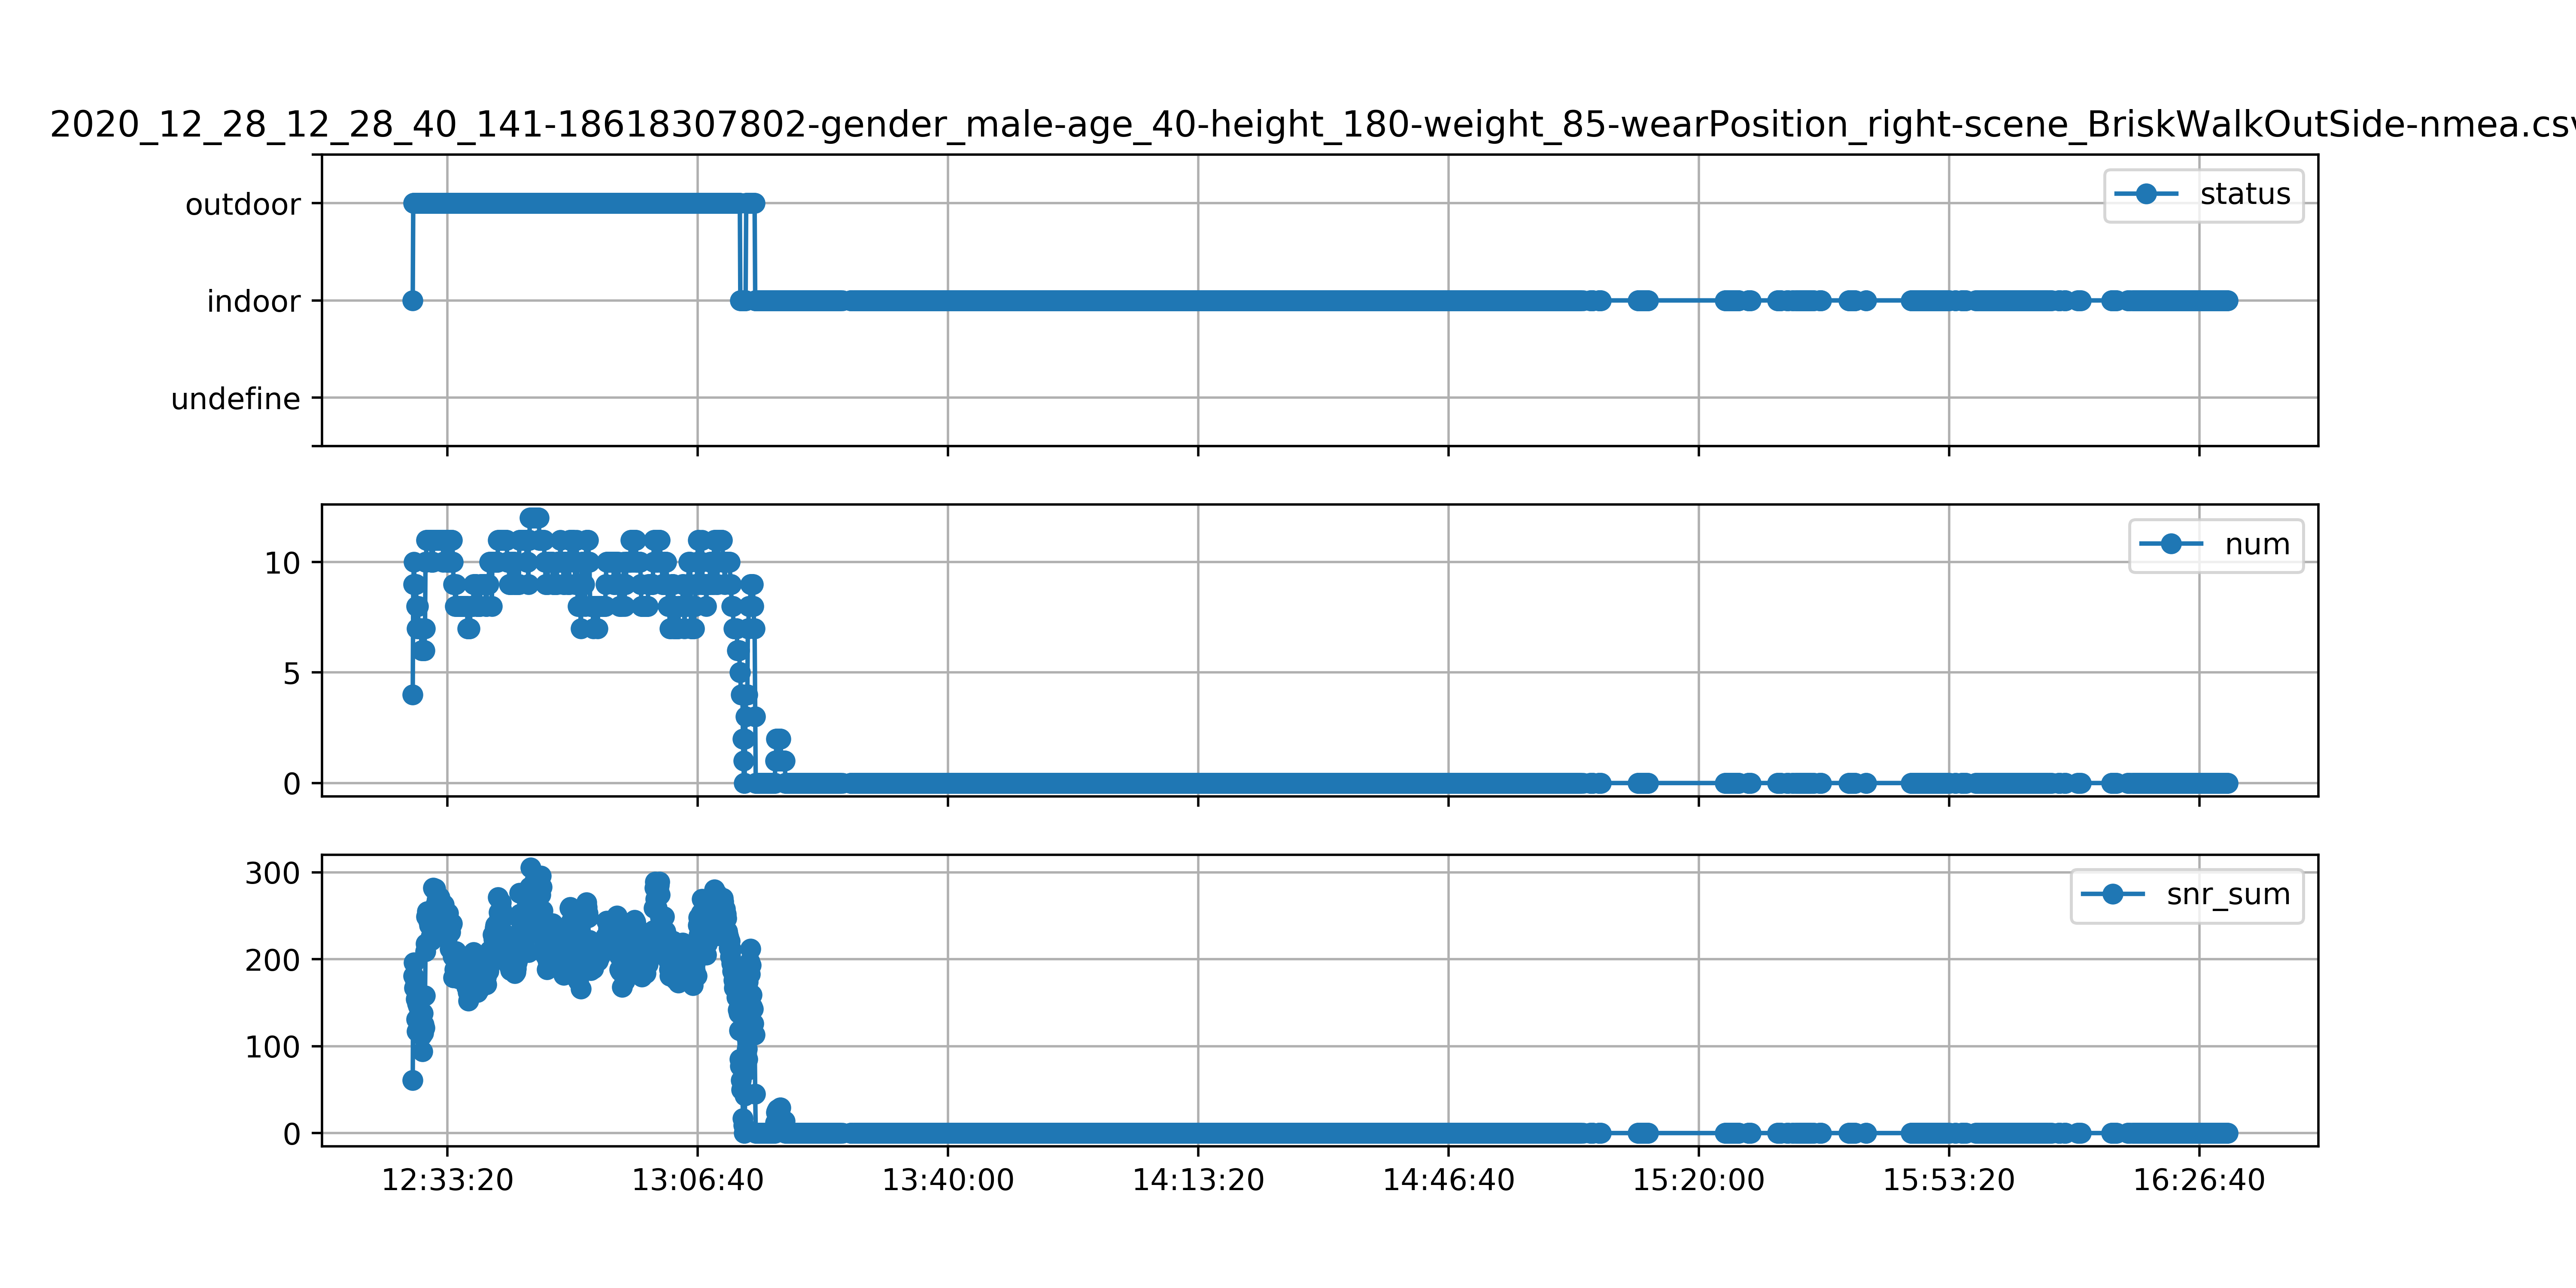 2020_12_28_12_28_40_141-18618307802-gender_male-age_40-height_180-weight_85-wearPosition_right-scene_BriskWalkOutSide-nmea.csv
outdoor
status
indoor
undefine
10
num
5
0
300
snr_sum
200
100
0
12:33:20 13:06:40 13:40:00 14:13:20 14:46:40 15:20:00 15:53:20 16:26:40